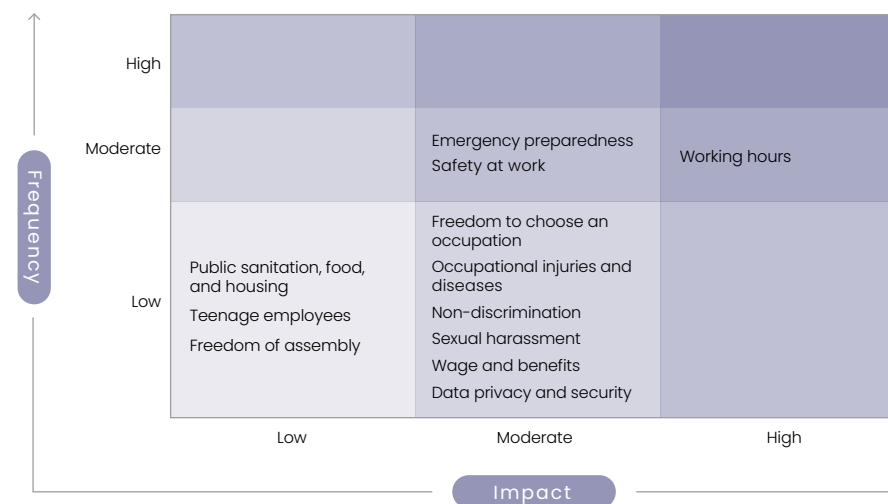 High
Moderate
Emergency preparedness
Safety at work
Working hours
Frequency
Freedom to choose an
occupation
Public sanitation, food,
and housing
Occupational injuries and
diseases
Low
Teenage employees
Non-discrimination
Freedom of assembly
Sexual harassment
Wage and benefits
Data privacy and security
Low
Moderate
High
Impact